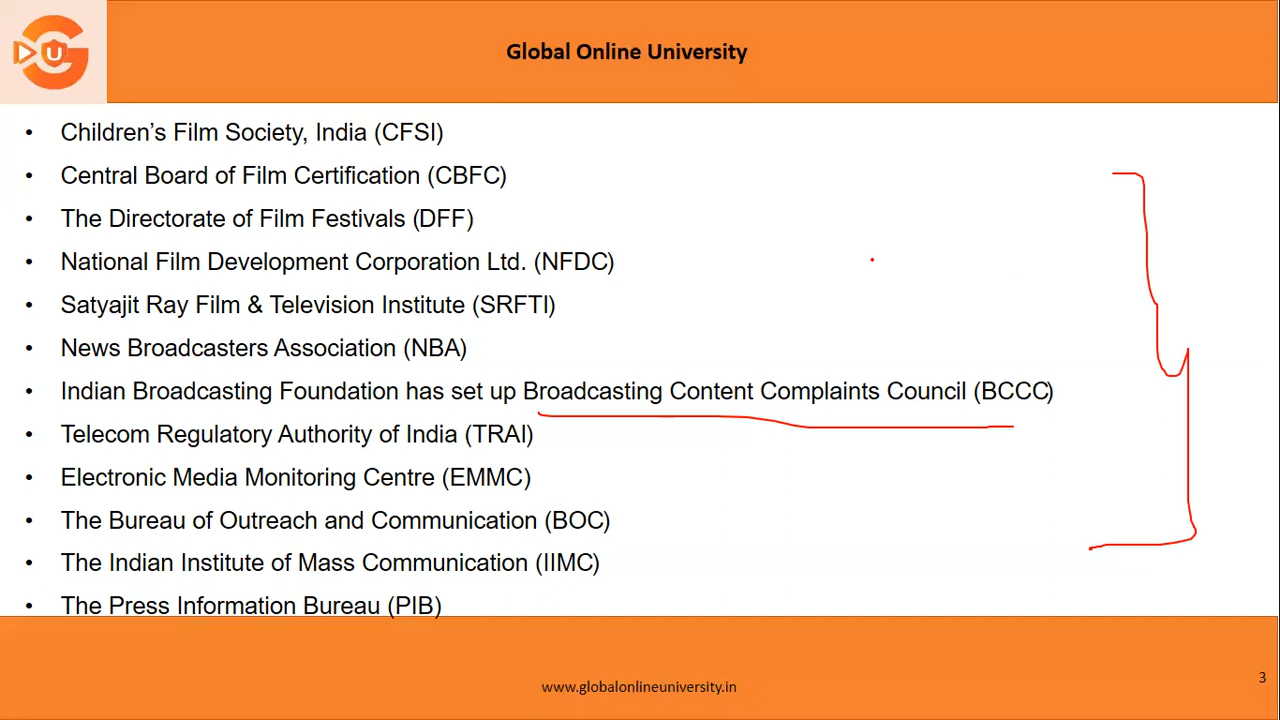 U
Global Online University
• Children’s Film Society, India (CFSI)
• Central Board of Film Certification (CBFC)
• The Directorate of Film Festivals (DFF)
• National Film Development Corporation Ltd. (NFDC)
• Satyajit Ray Film & Television Institute (SRFTI)
• News Broadcasters Association (NBA)
• Indian Broadcasting Foundation has set up Broadcasting Content Complaints Council (BCCC)
• Telecom Regulatory Authority of India (TRAI)
• Electronic Media Monitoring Centre (EMMC)
• The Bureau of Outreach and Communication (BOC)
• The Indian Institute of Mass Communication (IIMC)
• The Press Information Bureau (PIB)
www.globalonlineuniversity.in
3